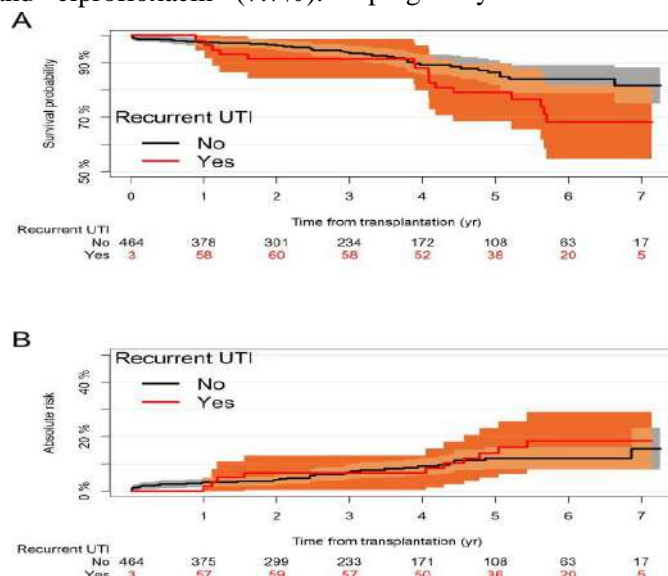 and ciprofloxacin (7.7%).
A
Survival probability
90 %
70 %
50 %
Recurrent UTI
No
Yes
0 1 2 3 4 5 6 7
Time from transplantation (yr)
Recurrent UTI
No 464 378 301 234 172 108 63 17
Yes 3 58 60 58 52 38 20 5
B
Absolute risk
40 %
20 %
0 %
Recurrent UTI
No
Yes
1 2 3 4 5 6 7
Time from transplantation (yr)
Recurrent UTI
No 464 375 299 233 171 108 63 17
Yes 3 57 59 57 50 36 20 5